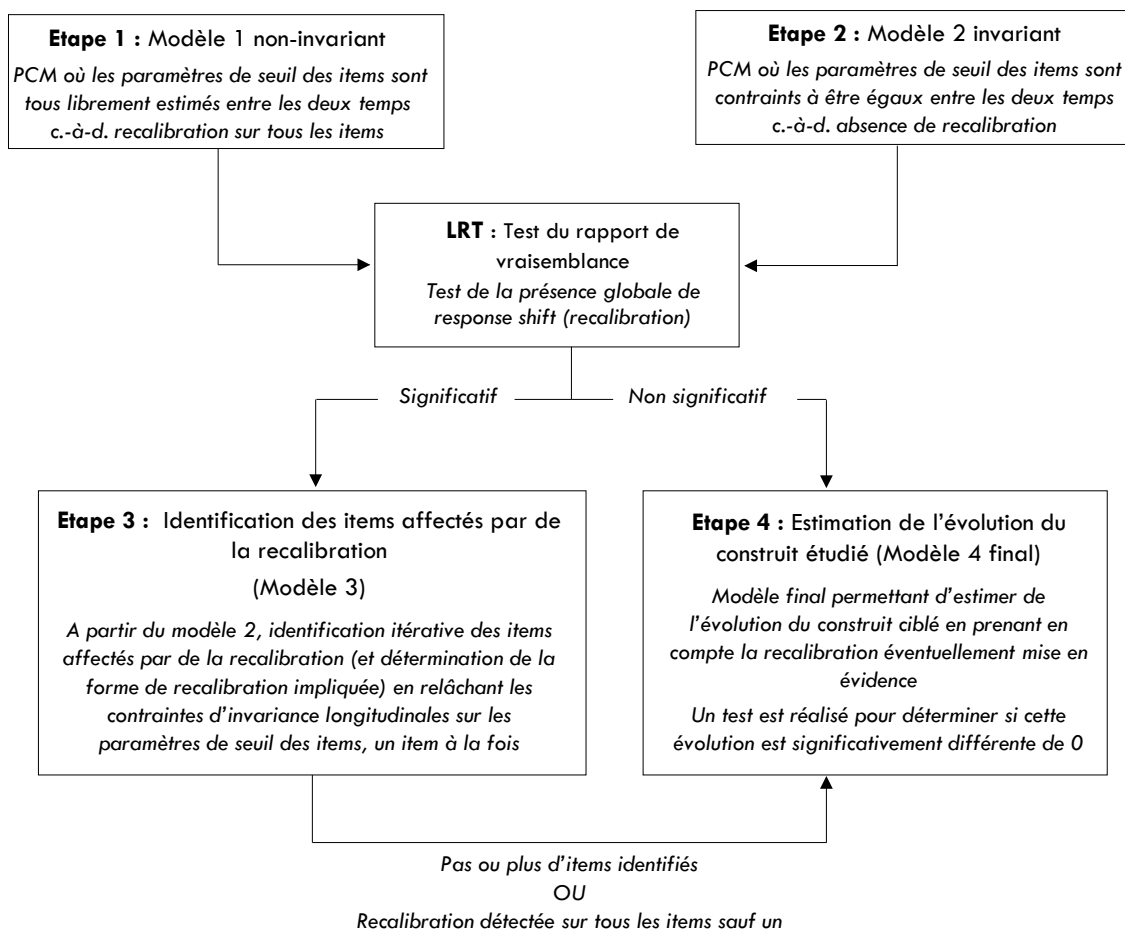 Etape 1 : Modèle 1 non-invariant
PCM où les paramètres de seuil des items sont
tous librement estimés entre les deux temps
c.-à-d. recalibration sur tous les items
Etape 2 : Modèle 2 invariant
PCM où les paramètres de seuil des items sont
contraints à être égaux entre les deux temps
c.-à-d. absence de recalibration
LRT : Test du rapport de
vraisemblance
Test de la présence globale de
response shift (recalibration)
Significatif
Non significatif
Etape 3 : Identification des items affectés par de
la recalibration
(Modèle 3)
A partir du modèle 2, identification itérative des items
affectés par de la recalibration (et détermination de la
forme de recalibration impliquée) en relâchant les
contraintes d'invariance longitudinales sur les
paramètres de seuil des items, un item à la fois
Etape 4 : Estimation de l'évolution du
construit étudié (Modèle 4 final)
Modèle final permettant d'estimer de
l'évolution du construit ciblé en prenant en
compte la recalibration éventuellement mise en
évidence
Un test est réalisé pour déterminer si cette
évolution est significativement différente de 0
Pas ou plus d'items identifiés
OU
Recalibration détectée sur tous les items sauf un